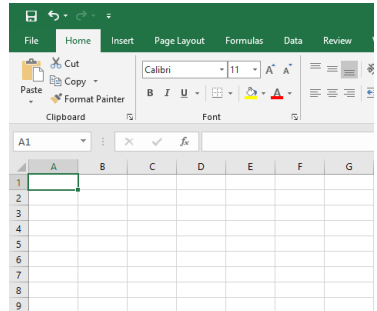 File Home Insert Page Layout Formulas Data Review
Cut
Copy
Format Painter
Paste
Clipboard
Calibri 11 A A
B I U A
Font
A1 fx
A B C D E F G
1
2
3
4
5
6
7
8
9